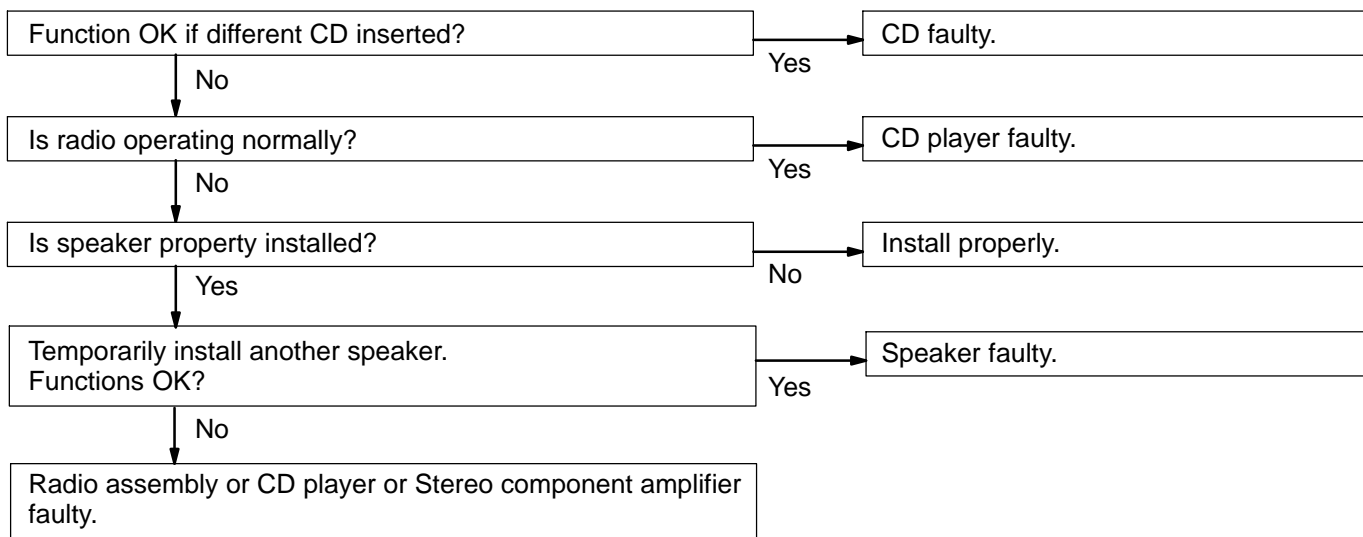 Function OK if different CD inserted?
Yes
CD faulty.
No
Is radio operating normally?
Yes
CD player faulty.
No
Is speaker property installed?
No
Install properly.
Yes
Temporarily install another speaker.
Functions OK?
Yes
Speaker faulty.
No
Radio assembly or CD player or Stereo component amplifier
faulty.